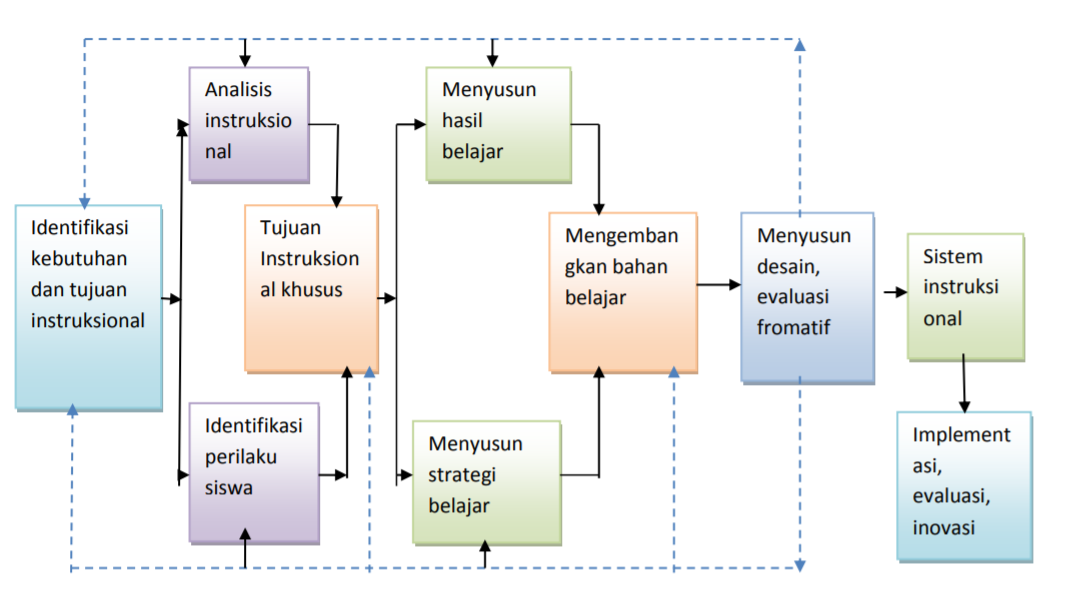 Analisis
instruksio
nal
Menyusun
hasil
belajar
Identifikasi
kebutuhan
dan tujuan
instruksional
Tujuan
Instruksion
al khusus
Mengemban
gkan bahan
belajar
Menyusun
desain,
evaluasi
fromatif
Sistem
instruksi
onal
Identifikasi
perilaku
siswa
Menyusun
strategi
belajar
Implement
asi,
evaluasi,
inovasi